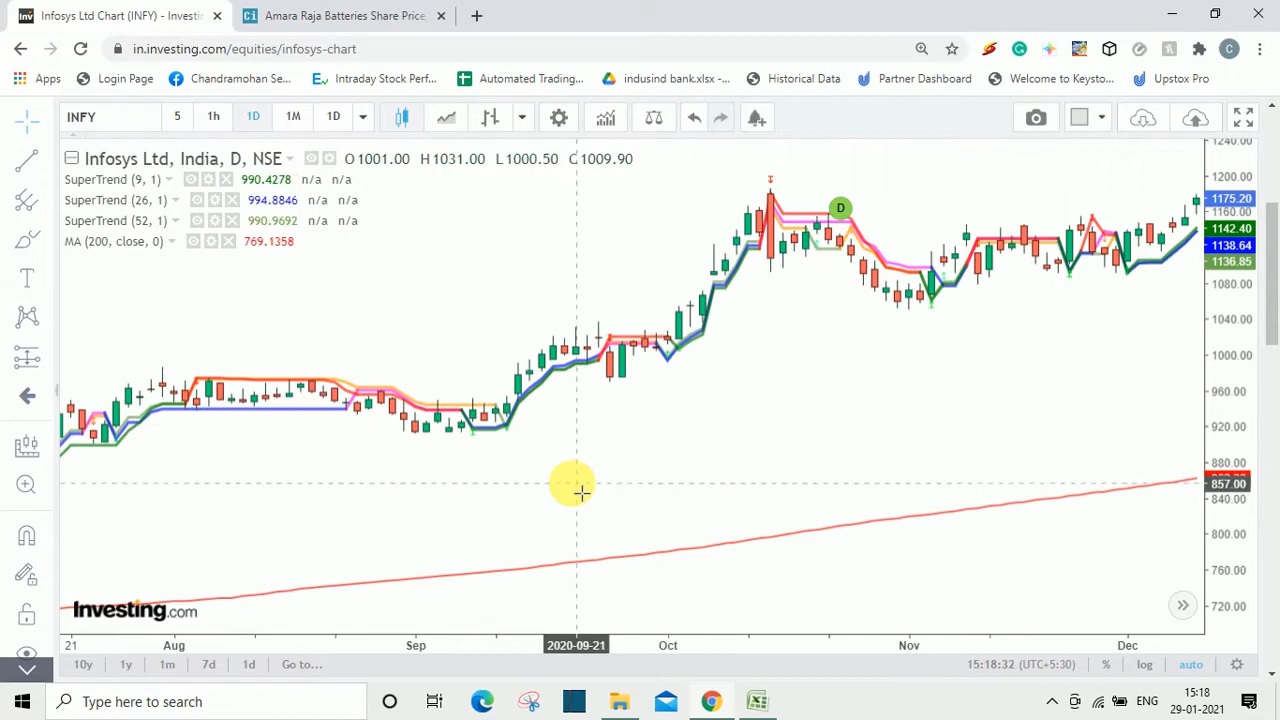 Infosys Ltd Chart (INFY) - Investin
Amara Raja Batteries Share Price,
in.investing.com/equities/infosys-chart
Apps
Login Page
Chandramohan Se...
Intraday Stock Perf...
Automated Trading...
indusind bank.xlsx -...
Historical Data
Partner Dashboard
Welcome to Keysto...
Upstox Pro
INFY 5 1h 1D 1M 1D
Infosys Ltd, India, D, NSE O1001.00 H1031.00 L1000.50 C1009.90
SuperTrend (9, 1) 990.4278 n/a n/a
SuperTrend (26, 1) 994.8846 n/a n/a
SuperTrend (52, 1) 990.9692 n/a n/a
MA (200, close, 0) 769.1358
D
1240.00
1200.00
1175.20
1160.00
1142.40
1138.64
1136.85
1080.00
1040.00
1000.00
960.00
920.00
880.00
857.00
840.00
800.00
760.00
720.00
Investing.com
21 Aug Sep 2020-09-21 Oct Nov Dec
10y 1y 1m 7d 1d Go to... 15:18:32 (UTC+5:30) % log auto
Type here to search
ENG
15:18
29-01-2021